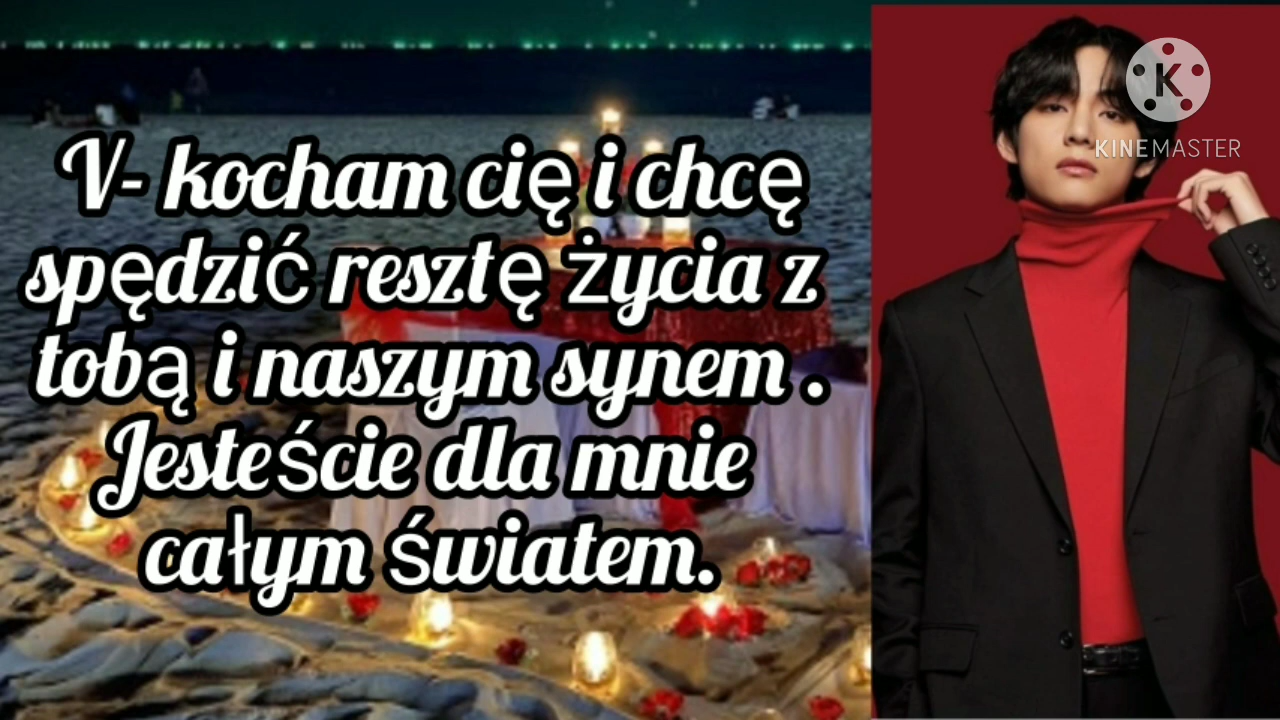 V- kocham cię i chcę
spędzić resztę życia z
tobą i naszym synem .
Jesteście dla mnie
całym światem.
K
KINEMASTER